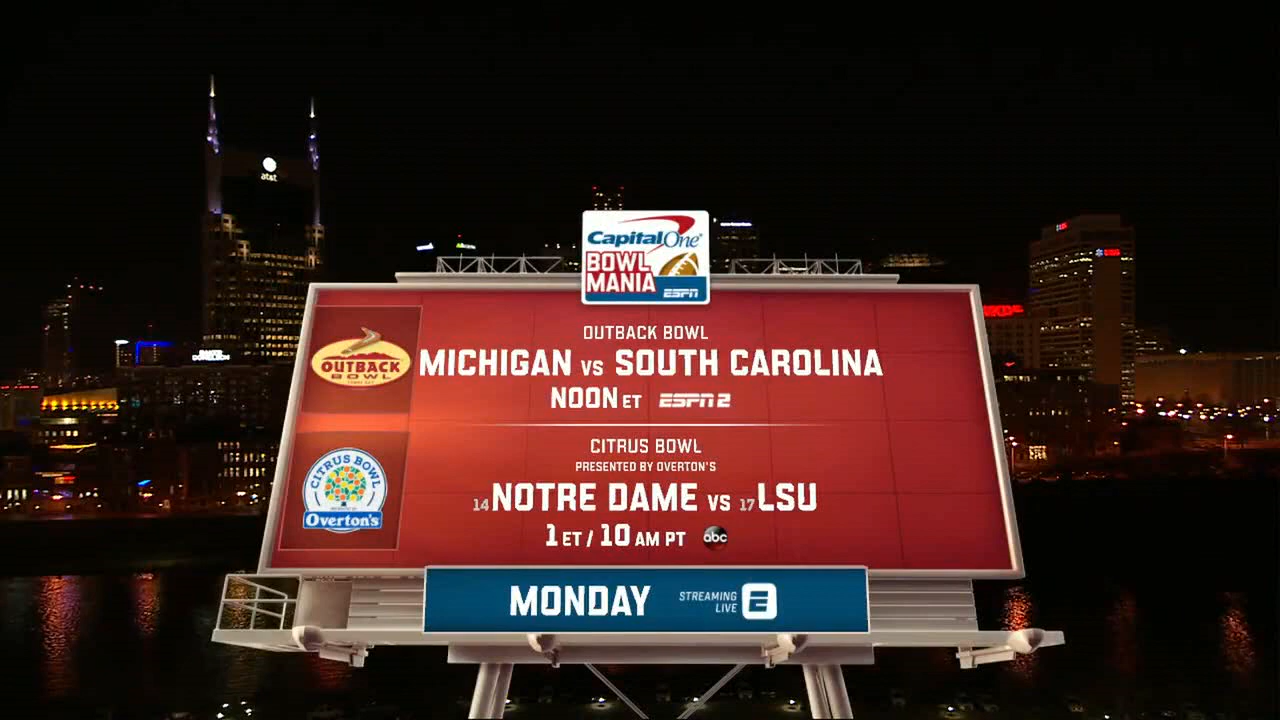 at&t
Capital One
BOWL
MANIA
ESPN
OUTBACK BOWL
OUTBACK
BOWL
MICHIGAN VS SOUTH CAROLINA
NOON ET ESPN2
CITRUS BOWL
PRESENTED BY OVERTON'S
CITRUS BOWL
Overton's
14 NOTRE DAME VS 17 LSU
1 ET / 10 AM PT abc
MONDAY
STREAMING
LIVE
E